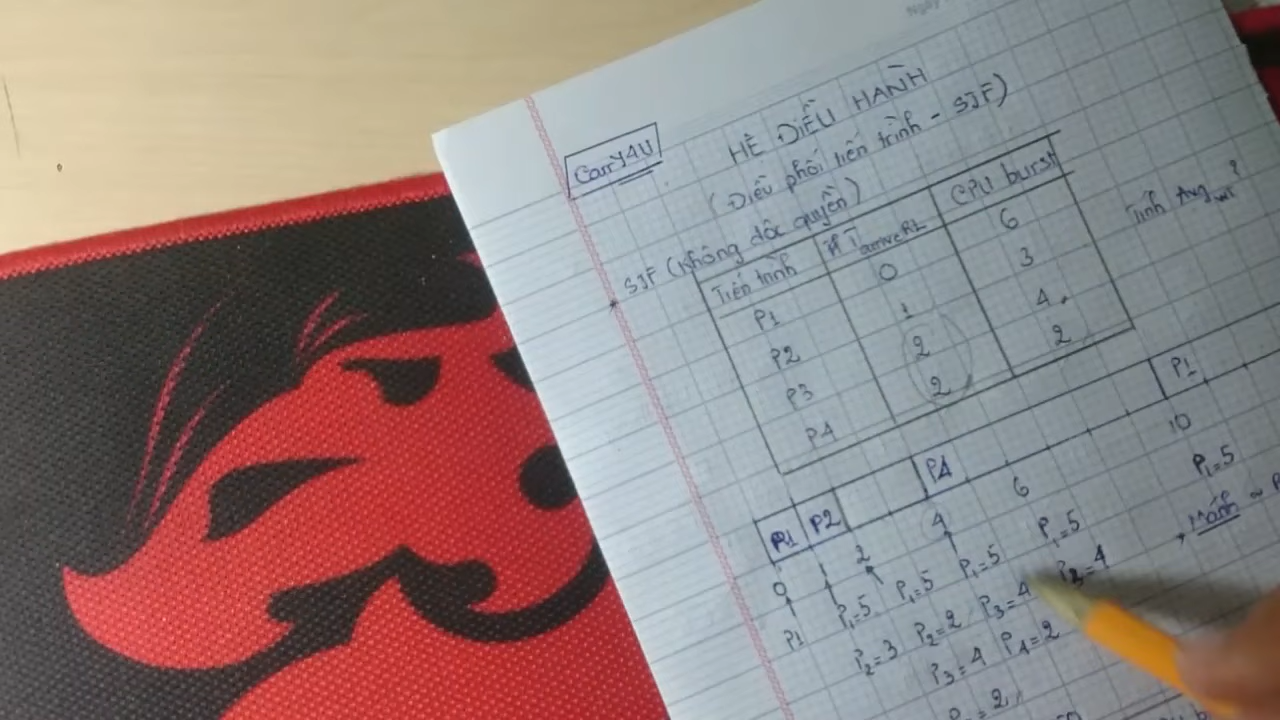 CarrY4U
HỆ ĐIỀU HÀNH
(Điều phối tiến trình - SJF)
* SJF (Không độc quyền)
Tiến trình CPU burst
P1 0 6
P2 1 3
P3 2 4
P4 2 2
Tính Avg ?
P1 P2 P4 P1
0 1 2 4 6 10
P1 P₁=5 P₁=5 P₁=5 P₁=5 P₁=5
P₂=3 P₂=2 P₃=4 P₃=4
P₃=4 P₄=2
= 2